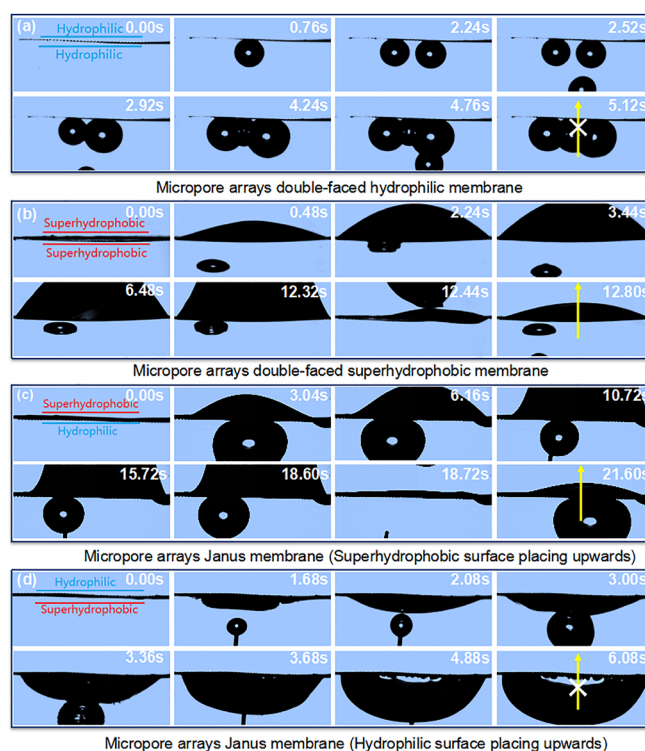 (a) Hydrophilic 0.00s 0.76s 2.24s 2.52s
Hydrophilic
2.92s 4.24s 4.76s 5.12s
Micropore arrays double-faced hydrophilic membrane
(b) 0.00s 0.48s 2.24s 3.44s
Superhydrophobic
Superhydrophobic
6.48s 12.32s 12.44s 12.80s
Micropore arrays double-faced superhydrophobic membrane
(c) 0.00s 3.04s 6.16s 10.72s
Superhydrophobic
Hydrophilic
15.72s 18.60s 18.72s 21.60s
Micropore arrays Janus membrane (Superhydrophobic surface placing upwards)
(d) Hydrophilic 0.00s 1.68s 2.08s 3.00s
Superhydrophobic
3.36s 3.68s 4.88s 6.08s
Micropore arrays Janus membrane (Hydrophilic surface placing upwards)